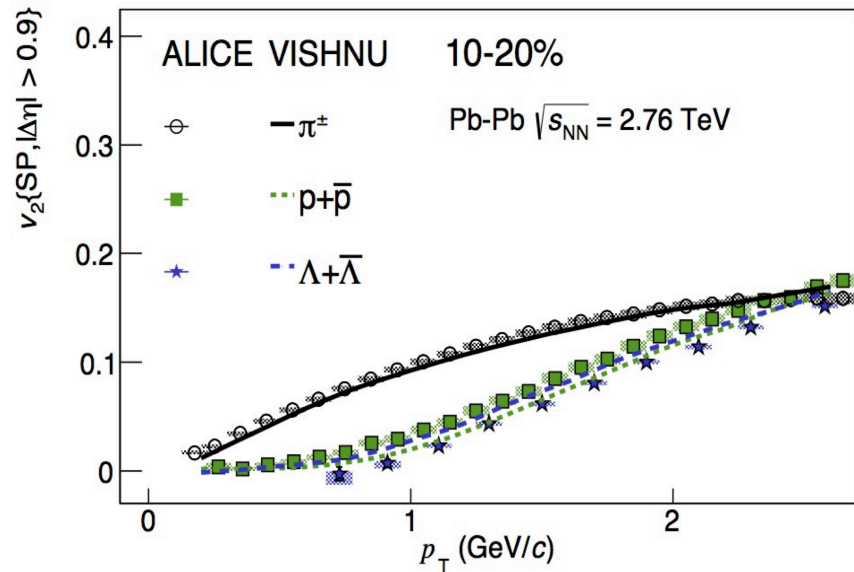 ALICE VISHNU 10-20%
π± Pb-Pb √sNN = 2.76 TeV
p+p̅
Λ+Λ̅
v2{SP,|Δη| > 0.9}
0.4
0.3
0.2
0.1
0
0 1 2
pT (GeV/c)